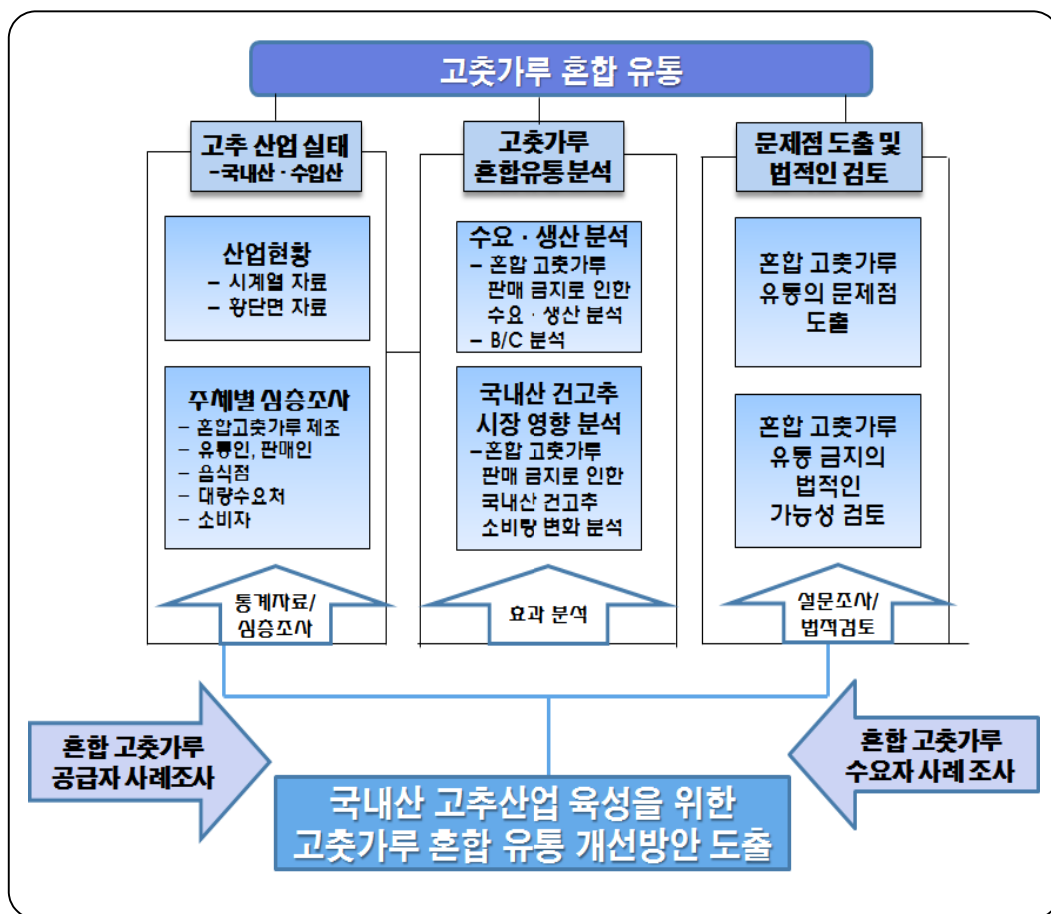 고춧가루 혼합 유통
고추 산업 실태
-국내산 · 수입산
산업현황
- 시계열 자료
- 황단면 자료
주체별 심층조사
- 혼합고춧가루 제조
- 유통인, 판매인
- 음식점
- 대량수요처
- 소비자
통계자료/
심층조사
고춧가루
혼합유통 분석
수요 · 생산 분석
- 혼합 고춧가루
판매 금지로 인한
수요 · 생산 분석
- B/C 분석
국내산 건고추
시장 영향 분석
-혼합 고춧가루
판매 금지로 인한
국내산 건고추
소비량 변화 분석
효과 분석
문제점 도출 및
법적인 검토
혼합 고춧가루
유통의 문제점
도출
혼합 고춧가루
유통 금지의
법적인
가능성 검토
설문조사/
법적검토
혼합 고춧가루
공급자 사례조사
혼합 고춧가루
수요자 사례 조사
국내산 고추산업 육성을 위한
고춧가루 혼합 유통 개선방안 도출